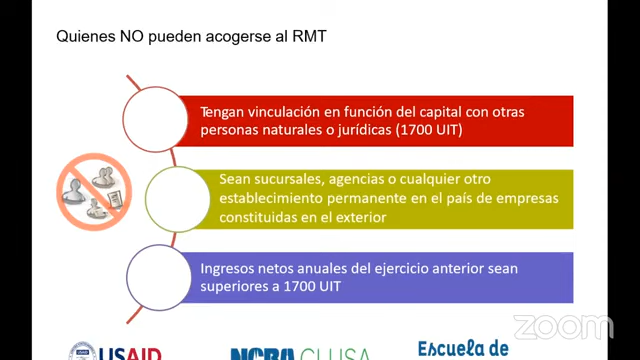 Quienes NO pueden acogerse al RMT
Tengan vinculación en función del capital con otras
personas naturales o jurídicas (1700 UIT)
Sean sucursales, agencias o cualquier otro
establecimiento permanente en el país de empresas
constituidas en el exterior
Ingresos netos anuales del ejercicio anterior sean
superiores a 1700 UIT
zoom
USAID
NCBA CLUSA
Escuela de